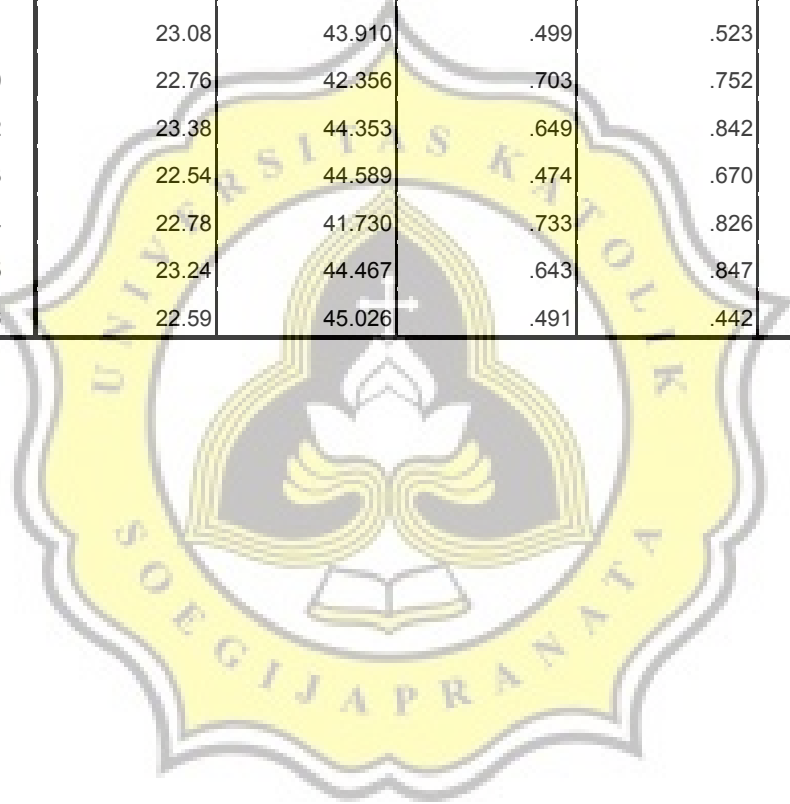 23.08 43.910 .499 .523
22.76 42.356 .703 .752
23.38 44.353 .649 .842
22.54 44.589 .474 .670
22.78 41.730 .733 .826
23.24 44.467 .643 .847
22.59 45.026 .491 .442
UNIVERSITAS KATOLIK
SOEGIJAPRANATA